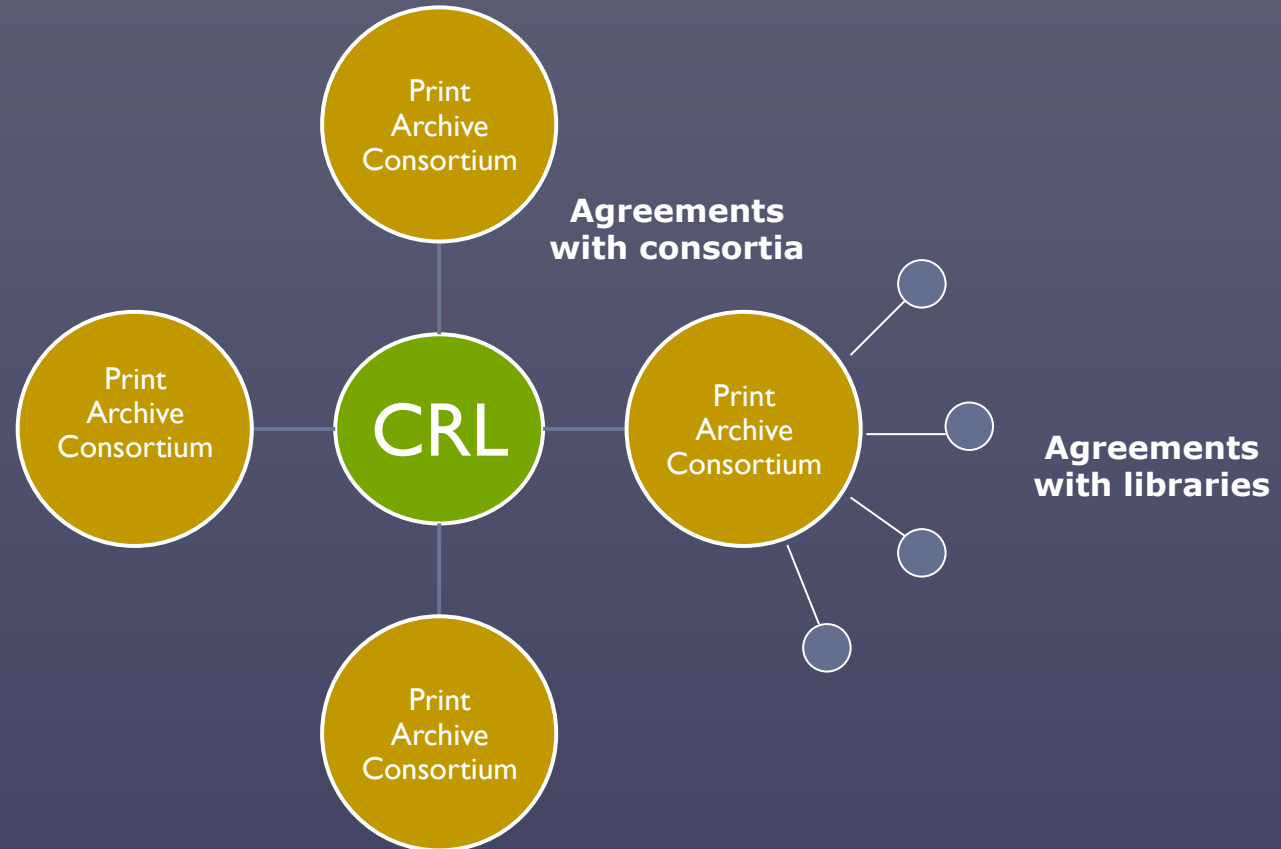 Print
Archive
Consortium
Agreements
with consortia
Print
Archive
Consortium
CRL
Print
Archive
Consortium
Agreements
with libraries
Print
Archive
Consortium